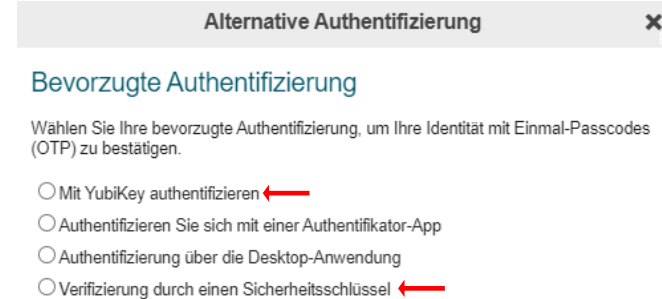 Alternative Authentifizierung
Bevorzugte Authentifizierung
Wählen Sie Ihre bevorzugte Authentifizierung, um Ihre Identität mit Einmal-Passcodes
(OTP) zu bestätigen.
Mit YubiKey authentifizieren
Authentifizieren Sie sich mit einer Authentifikator-App
Authentifizierung über die Desktop-Anwendung
Verifizierung durch einen Sicherheitsschlüssel